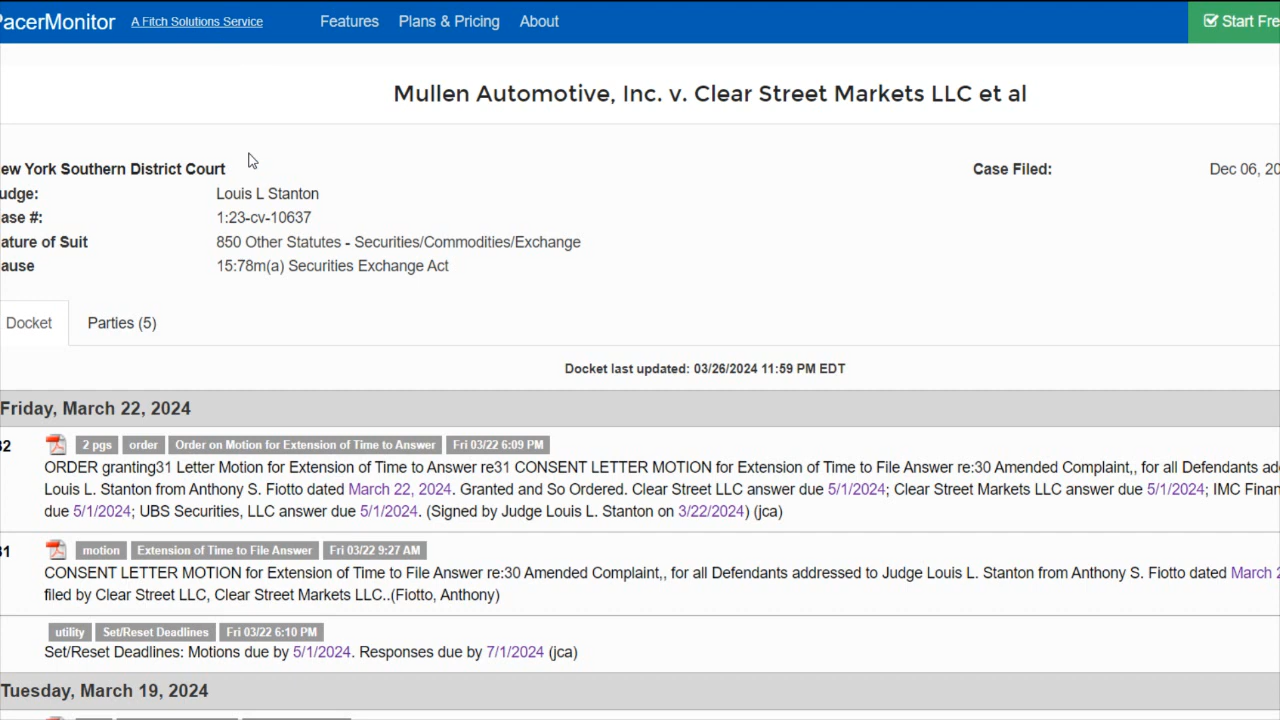 PacerMonitor A Fitch Solutions Service Features Plans & Pricing About Start Fre
Mullen Automotive, Inc. v. Clear Street Markets LLC et al
ew York Southern District Court Case Filed: Dec 06, 20
udge: Louis L Stanton
ase #: 1:23-cv-10637
ature of Suit 850 Other Statutes - Securities/Commodities/Exchange
ause 15:78m(a) Securities Exchange Act
Docket Parties (5)
Docket last updated: 03/26/2024 11:59 PM EDT
Friday, March 22, 2024
32 2 pgs order Order on Motion for Extension of Time to Answer Fri 03/22 6:09 PM
ORDER granting31 Letter Motion for Extension of Time to Answer re31 CONSENT LETTER MOTION for Extension of Time to File Answer re:30 Amended Complaint,, for all Defendants add
Louis L. Stanton from Anthony S. Fiotto dated March 22, 2024. Granted and So Ordered. Clear Street LLC answer due 5/1/2024; Clear Street Markets LLC answer due 5/1/2024; IMC Finan
due 5/1/2024; UBS Securities, LLC answer due 5/1/2024. (Signed by Judge Louis L. Stanton on 3/22/2024) (jca)
31 motion Extension of Time to File Answer Fri 03/22 9:27 AM
CONSENT LETTER MOTION for Extension of Time to File Answer re:30 Amended Complaint,, for all Defendants addressed to Judge Louis L. Stanton from Anthony S. Fiotto dated March 2
filed by Clear Street LLC, Clear Street Markets LLC..(Fiotto, Anthony)
utility Set/Reset Deadlines Fri 03/22 6:10 PM
Set/Reset Deadlines: Motions due by 5/1/2024. Responses due by 7/1/2024 (jca)
Tuesday, March 19, 2024